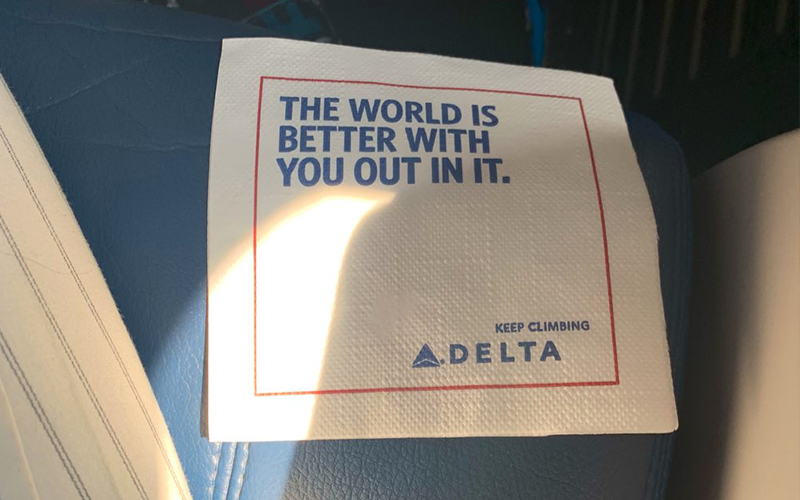 THE WORLD IS
BETTER WITH
YOU OUT IN IT.
KEEP CLIMBING
DELTA